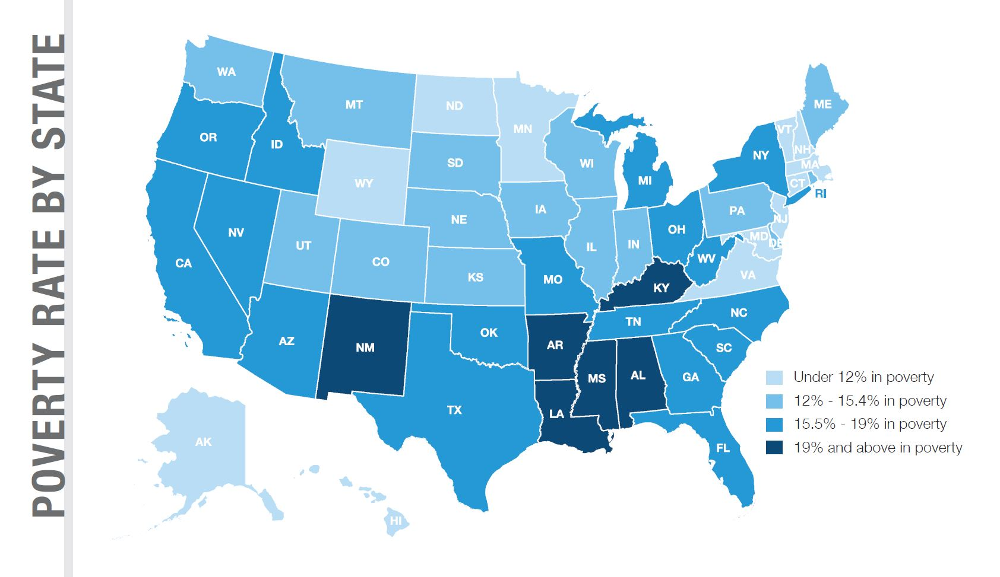 POVERTY RATE BY STATE
WA
MT
ND
MN
ME
OR
ID
SD
WI
VT
NH
NY
MA
WY
MI
CT
RI
NV
NE
IA
PA
NJ
UT
CO
IL
IN
OH
MD
DE
CA
KS
MO
WV
VA
KY
AZ
NM
OK
AR
TN
NC
SC
TX
LA
MS
AL
GA
FL
AK
HI
Under 12% in poverty
12% - 15.4% in poverty
15.5% - 19% in poverty
19% and above in poverty